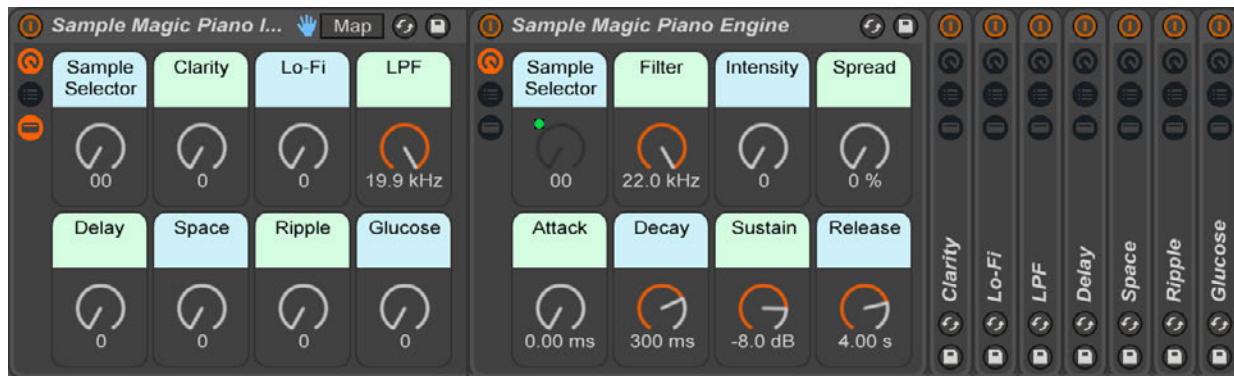 Sample Magic Piano I... Map
Sample Selector
Clarity
Lo-Fi
LPF
00
0
0
19.9 kHz
Delay
Space
Ripple
Glucose
0
0
0
0
Sample Magic Piano Engine
Sample Selector
Filter
Intensity
Spread
00
22.0 kHz
0
0 %
Attack
Decay
Sustain
Release
0.00 ms
300 ms
-8.0 dB
4.00 s
Clarity
Lo-Fi
LPF
Delay
Space
Ripple
Glucose